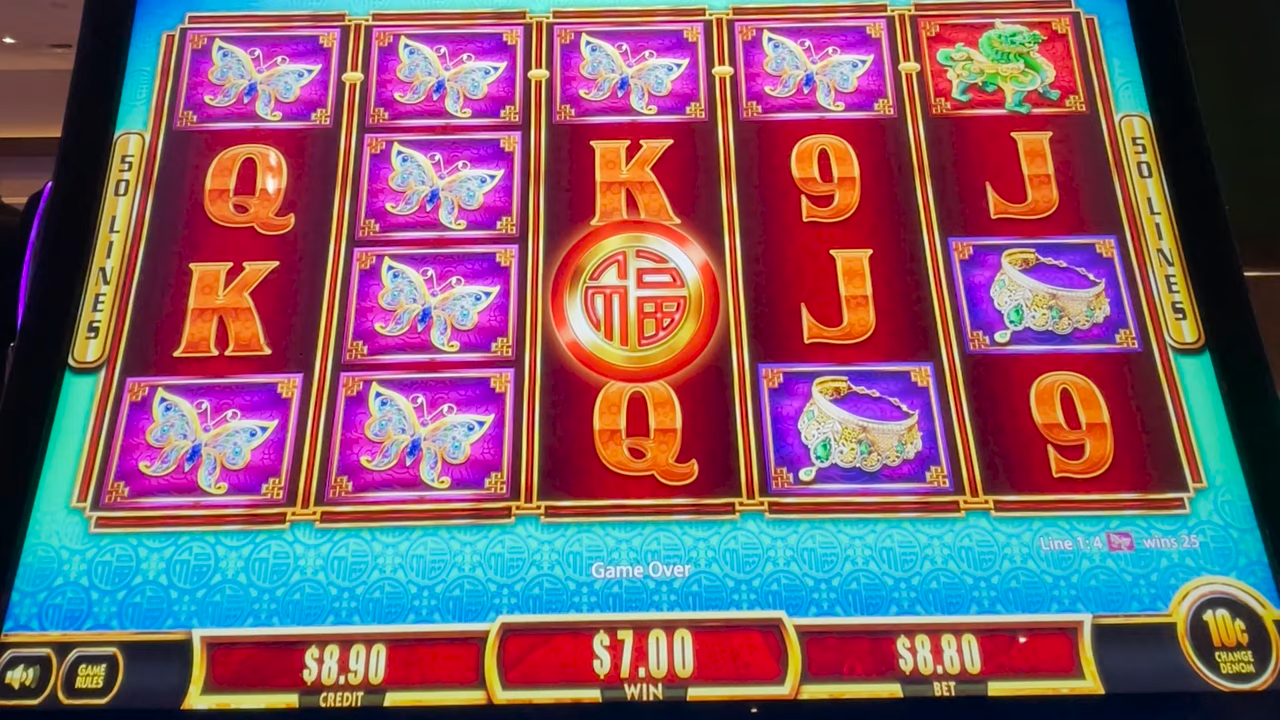 50 LINES
50 LINES
Q
K
9
J
K
福
J
Q
9
Line 1: 4 wins 25
Game Over
$8.90
CREDIT
$7.00
WIN
$8.80
BET
10¢
CHANGE
DENOM
GAME
RULES